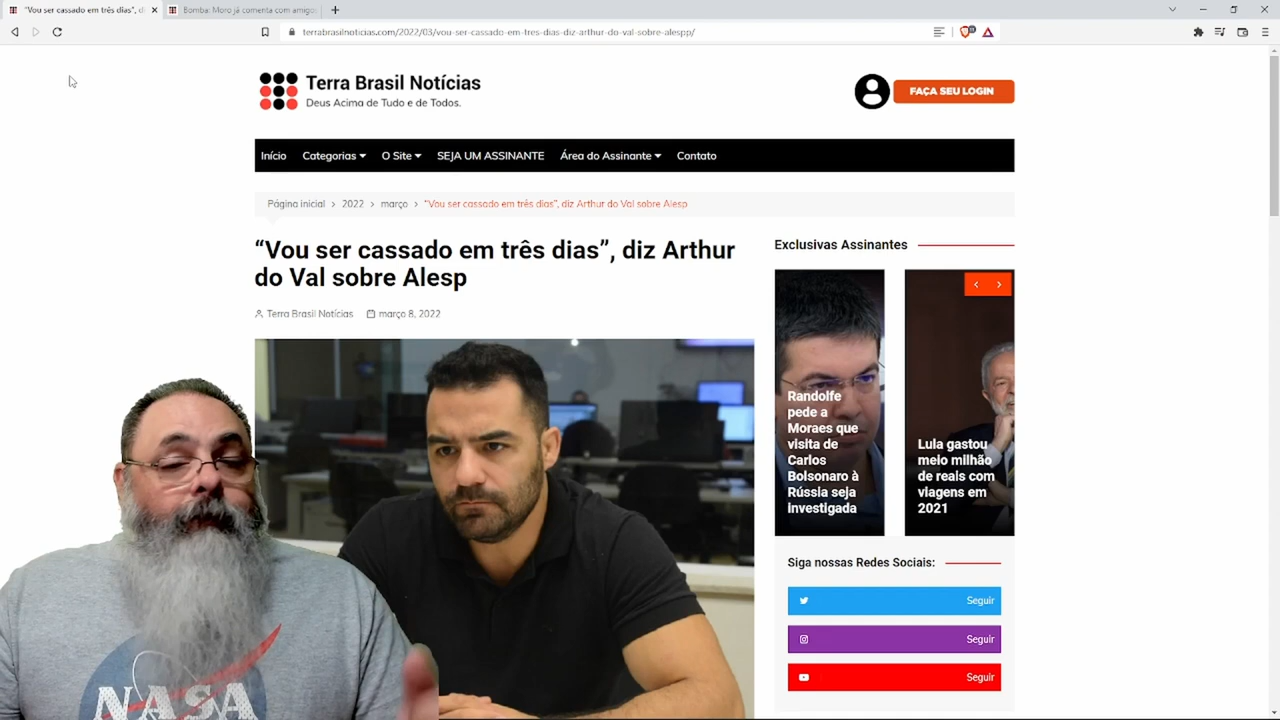 "Vou ser cassado em três dias", di
Bomba: Moro já comenta com amigo
terrabrasilnoticias.com/2022/03/vou-ser-cassado-em-tres-dias-diz-arthur-do-val-sobre-alespp/
Terra Brasil Notícias
Deus Acima de Tudo e de Todos.
FAÇA SEU LOGIN
Início Categorias O Site SEJA UM ASSINANTE Área do Assinante Contato
Página inicial > 2022 > março > "Vou ser cassado em três dias", diz Arthur do Val sobre Alesp
“Vou ser cassado em três dias”, diz Arthur
do Val sobre Alesp
Terra Brasil Notícias março 8, 2022
Exclusivas Assinantes
Randolfe
pede a
Moraes que
visita de
Carlos
Bolsonaro à
Rússia seja
investigada
Lula gastou
meio milhão
de reais com
viagens em
2021
Siga nossas Redes Sociais:
Seguir
Seguir
Seguir
NASA